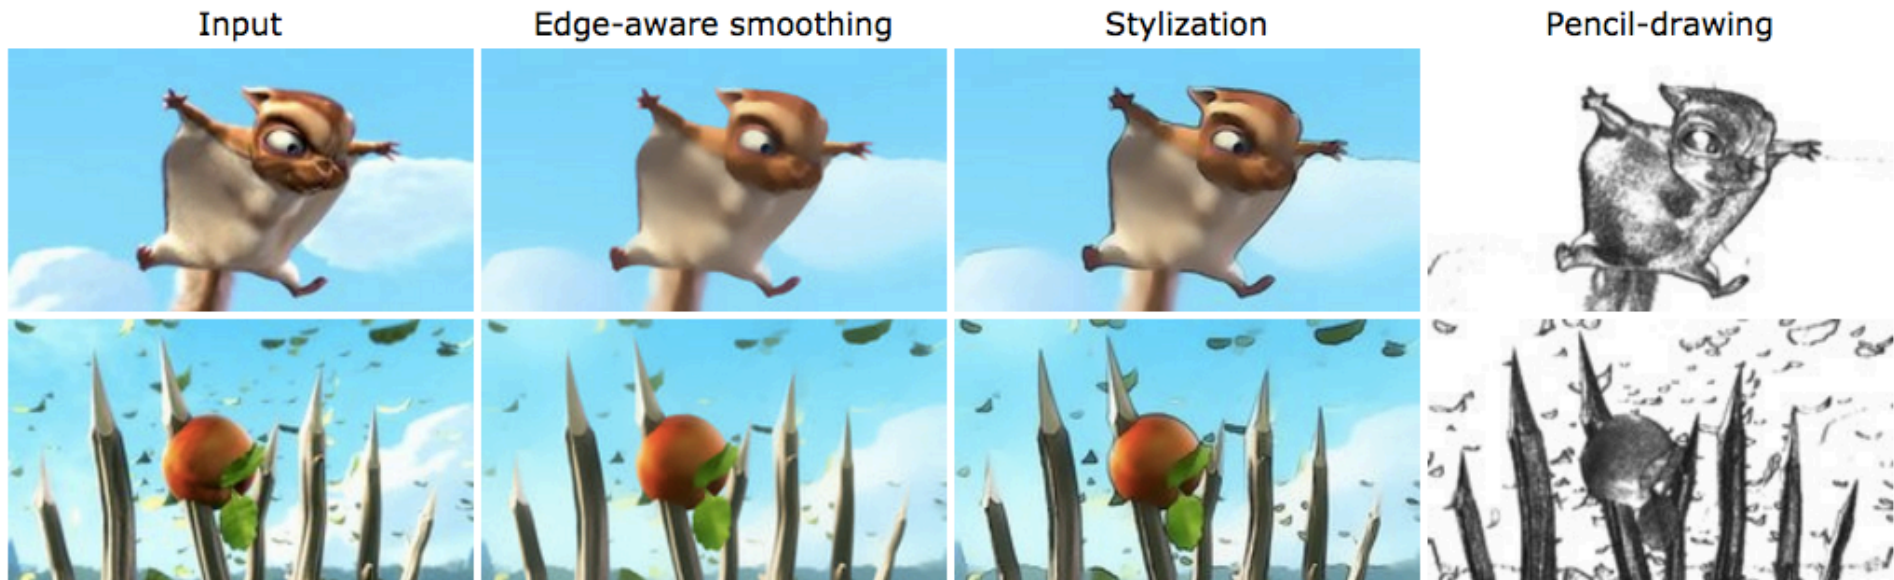 Input
Edge-aware smoothing
Stylization
Pencil-drawing